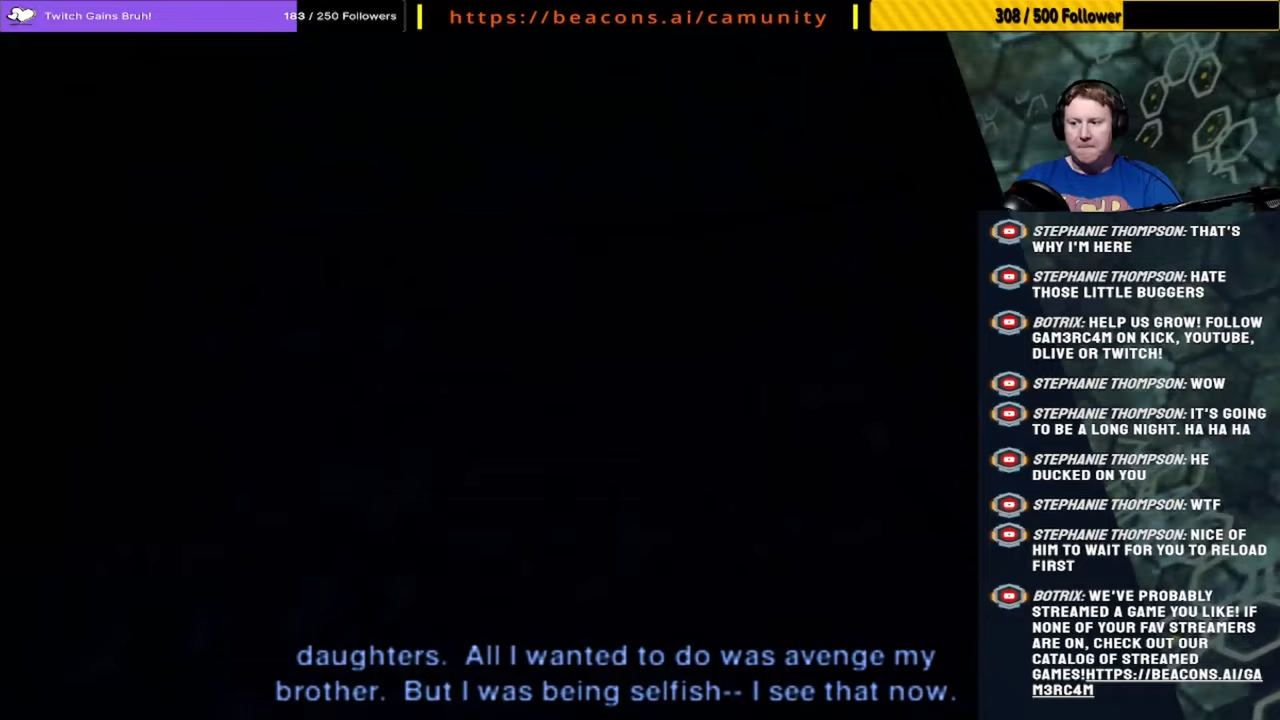 Twitch Gains Bruh!
183 / 250 Followers
https://beacons.ai/camunity
308 / 500 Follower
STEPHANIE THOMPSON: THAT'S
WHY I'M HERE
STEPHANIE THOMPSON: HATE
THOSE LITTLE BUGGERS
BOTRIX: HELP US GROW! FOLLOW
GAM3RC4M ON KICK, YOUTUBE,
DLIVE OR TWITCH!
STEPHANIE THOMPSON: WOW
STEPHANIE THOMPSON: IT'S GOING
TO BE A LONG NIGHT. HA HA HA
STEPHANIE THOMPSON: HE
DUCKED ON YOU
STEPHANIE THOMPSON: WTF
STEPHANIE THOMPSON: NICE OF
HIM TO WAIT FOR YOU TO RELOAD
FIRST
BOTRIX: WE'VE PROBABLY
STREAMED A GAME YOU LIKE! IF
NONE OF YOUR FAV STREAMERS
ARE ON, CHECK OUT OUR
CATALOG OF STREAMED
GAMES!HTTPS://BEACONS.AI/GA
M3RC4M
daughters. All I wanted to do was avenge my
brother. But I was being selfish-- I see that now.